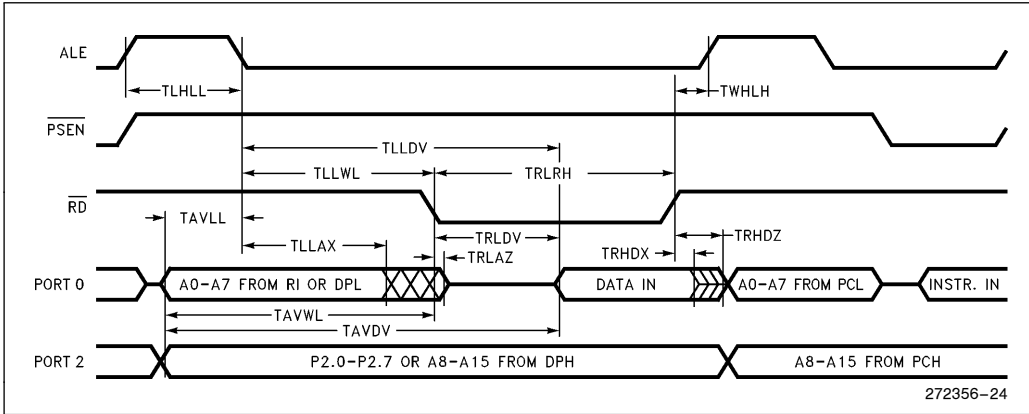 ALE
TLHLL
TWHLH
PSEN
TLLDV
TLLWL
TRLRH
RD
TAVLL
TRLDV
TRHDZ
TLLAX
TRLAZ
TRHDX
PORT 0
A0-A7 FROM RI OR DPL
DATA IN
A0-A7 FROM PCL
INSTR. IN
TAVWL
TAVDV
PORT 2
P2.0-P2.7 OR A8-A15 FROM DPH
A8-A15 FROM PCH
272356-24